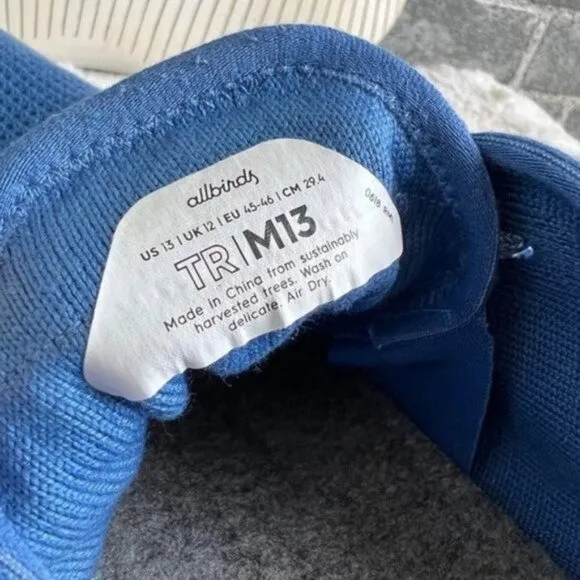 allbirds
US 13 | UK 12 | EU 45-46 | CM 29.4
TR | M13
Made in China from sustainably
harvested trees. Wash on
delicate. Air Dry.
0618